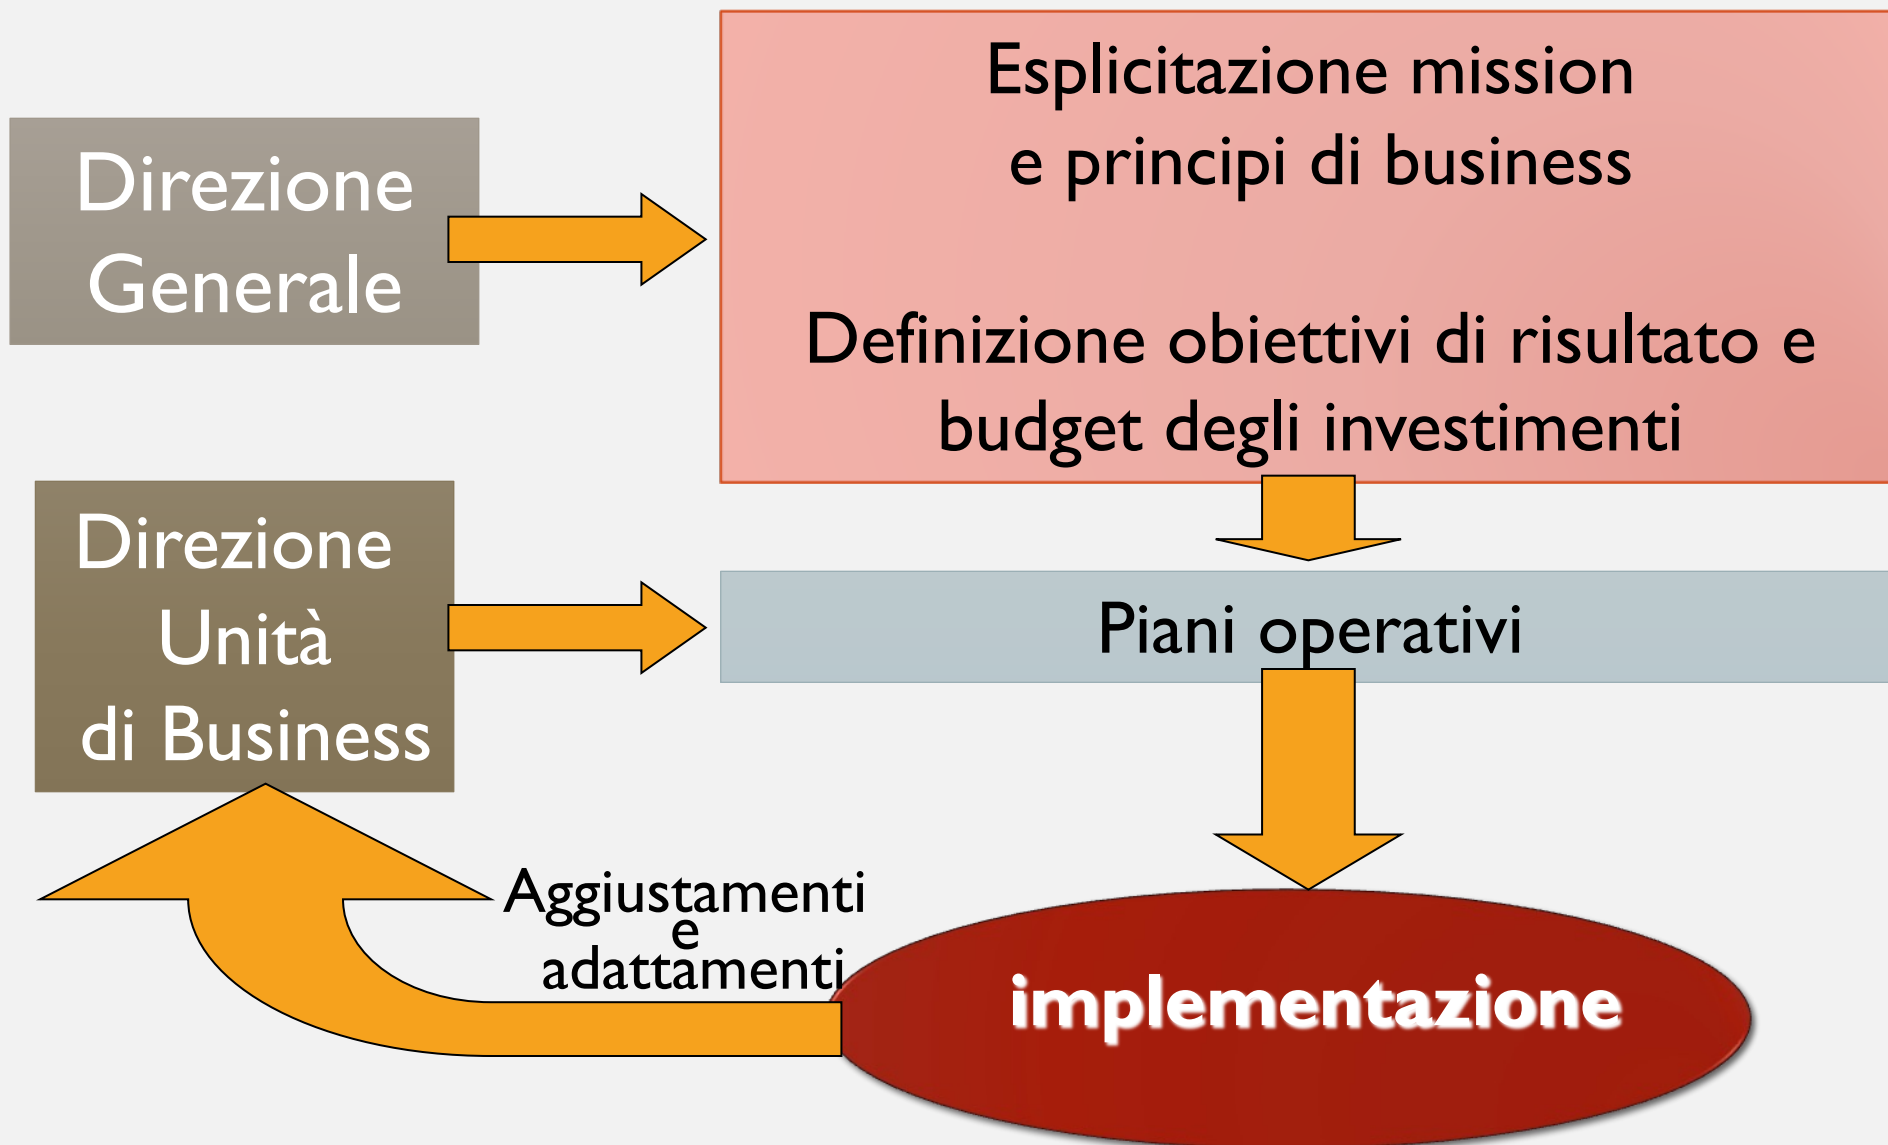 Direzione
Generale
Esplicitazione mission
e principi di business
Definizione obiettivi di risultato e
budget degli investimenti
Direzione
Unità
di Business
Piani operativi
Aggiustamenti
e
adattamenti
implementazione